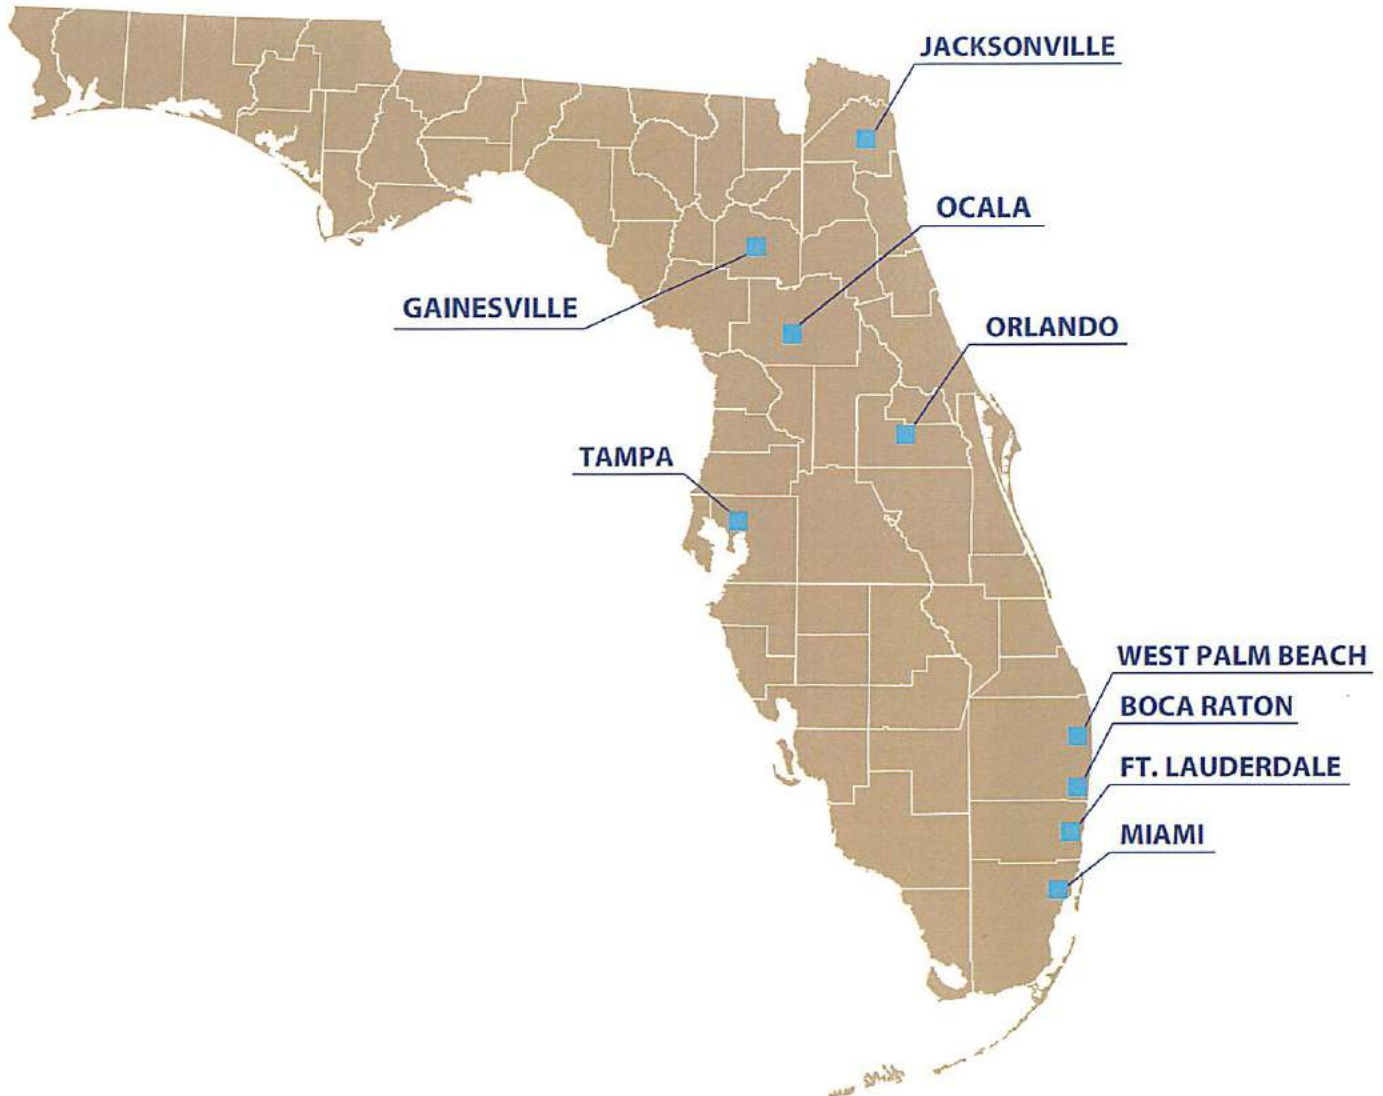 JACKSONVILLE
OCALA
GAINESVILLE
ORLANDO
TAMPA
WEST PALM BEACH
BOCA RATON
FT. LAUDERDALE
MIAMI